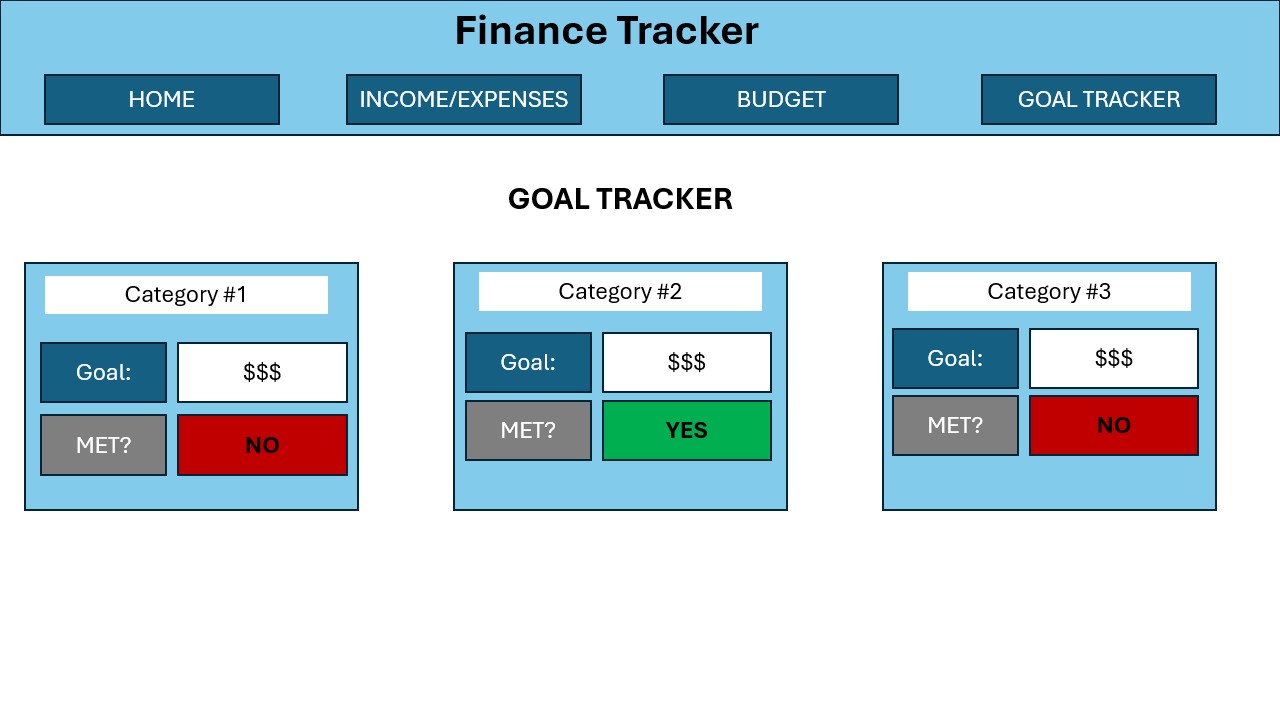 Finance Tracker
HOME
INCOME/EXPENSES
BUDGET
GOAL TRACKER
GOAL TRACKER
Category #1
Goal:
$$$
MET?
NO
Category #2
Goal:
$$$
MET?
YES
Category #3
Goal:
$$$
MET?
NO